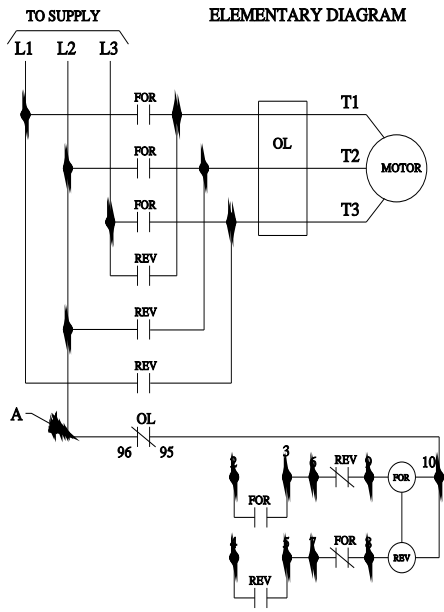 TO SUPPLY
ELEMENTARY DIAGRAM
L1 L2 L3
FOR
T1
OL
FOR
T2
MOTOR
FOR
T3
REV
REV
REV
A
OL
96 95
2 3 6 REV 9 FOR 10
FOR
4 5 7 FOR 8 REV
REV